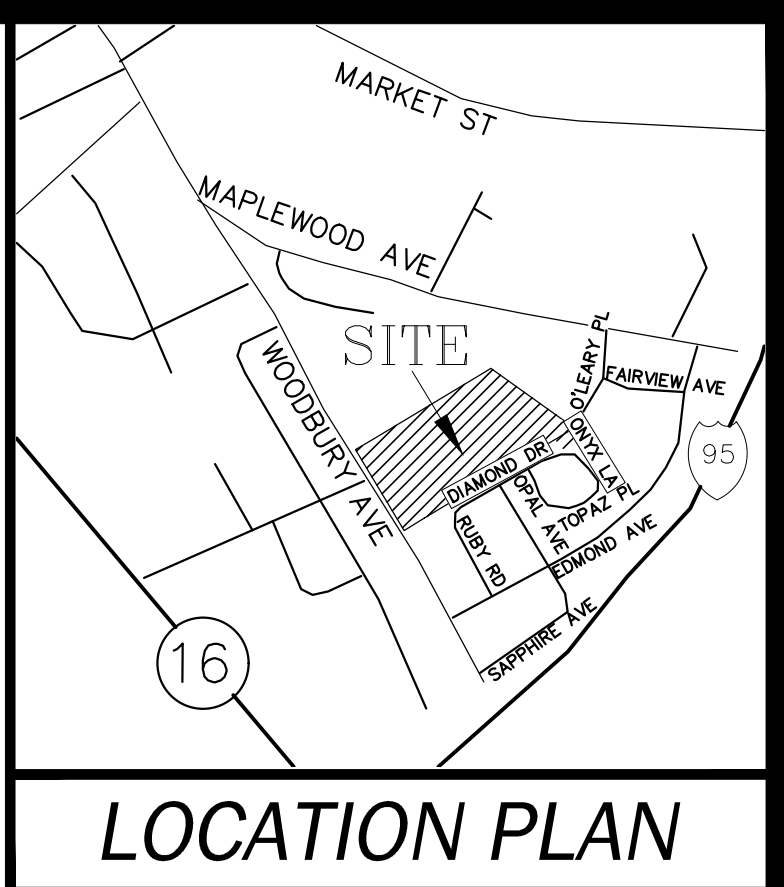 MARKET ST
MAPLEWOOD AVE
O'LEARY PL
SITE
FAIRVIEW AVE
WOODBURY AVE
ONYX LA
95
DIAMOND DR
OPAL AVE
TOPAZ PL
RUBY RD
EDMOND AVE
SAPPHIRE AVE
16
LOCATION PLAN